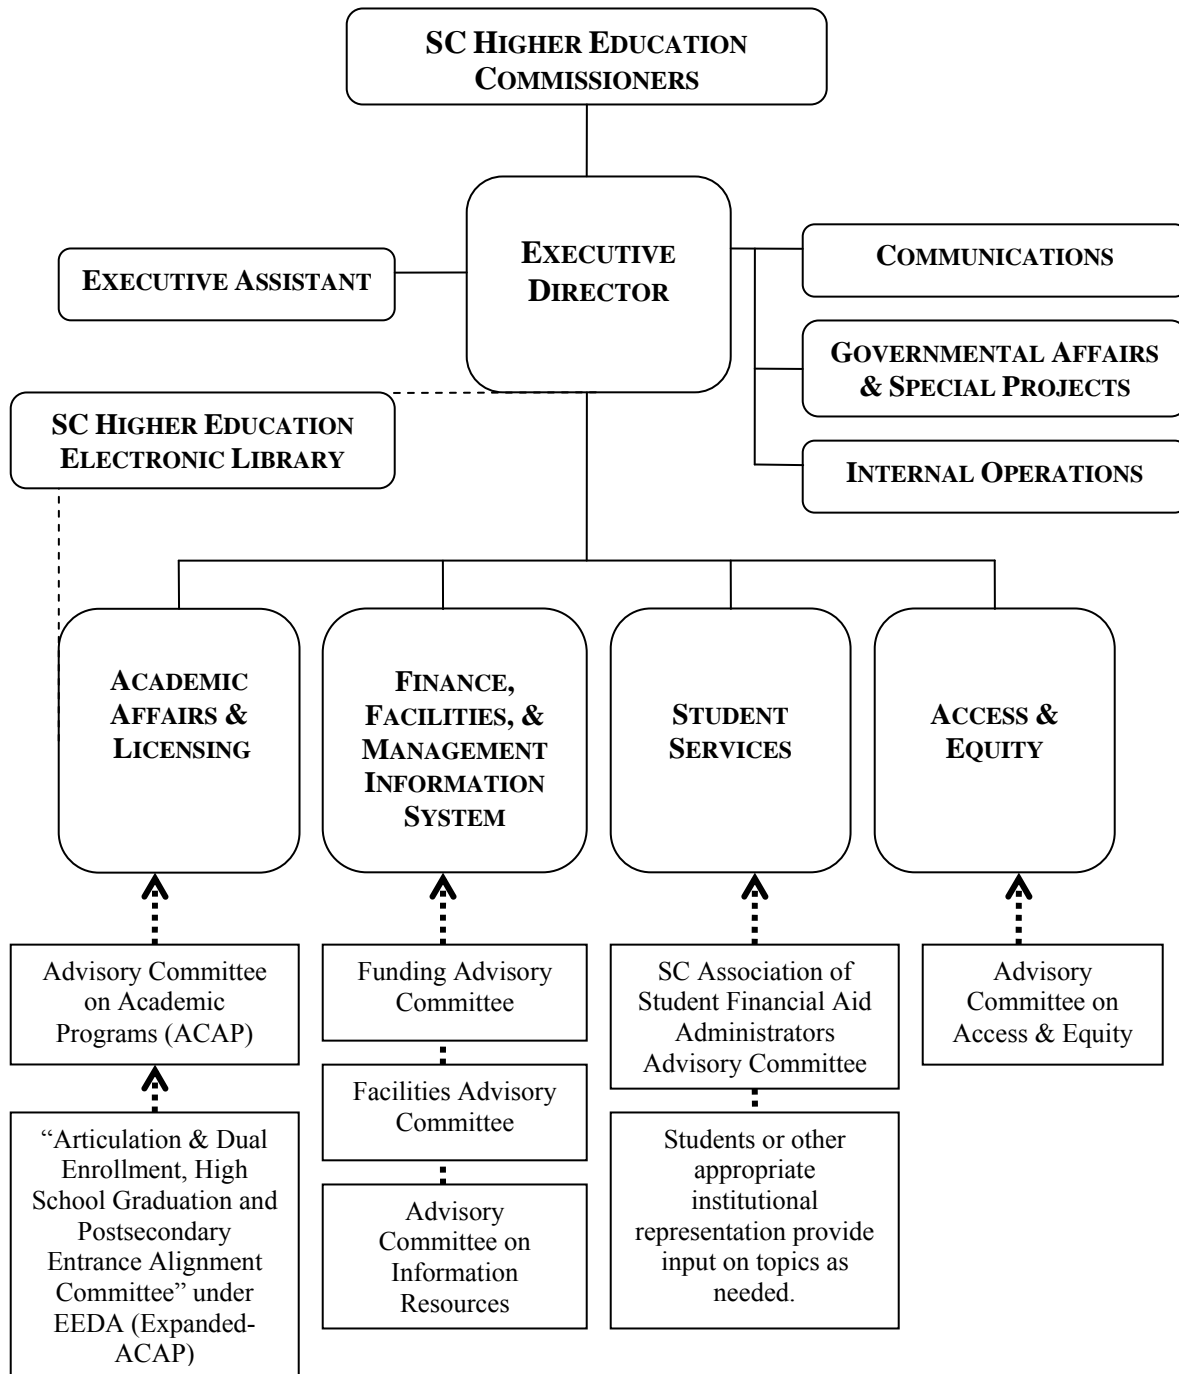 SC HIGHER EDUCATION
COMMISSIONERS
EXECUTIVE
DIRECTOR
EXECUTIVE ASSISTANT
COMMUNICATIONS
GOVERNMENTAL AFFAIRS
& SPECIAL PROJECTS
INTERNAL OPERATIONS
SC HIGHER EDUCATION
ELECTRONIC LIBRARY
ACADEMIC
AFFAIRS &
LICENSING
FINANCE,
FACILITIES, &
MANAGEMENT
INFORMATION
SYSTEM
STUDENT
SERVICES
ACCESS &
EQUITY
Advisory Committee
on Academic
Programs (ACAP)
“Articulation & Dual
Enrollment, High
School Graduation and
Postsecondary
Entrance Alignment
Committee” under
EEDA (Expanded-
ACAP)
Funding Advisory
Committee
Facilities Advisory
Committee
Advisory
Committee on
Information
Resources
SC Association of
Student Financial Aid
Administrators
Advisory Committee
Students or other
appropriate
institutional
representation provide
input on topics as
needed.
Advisory
Committee on
Access & Equity